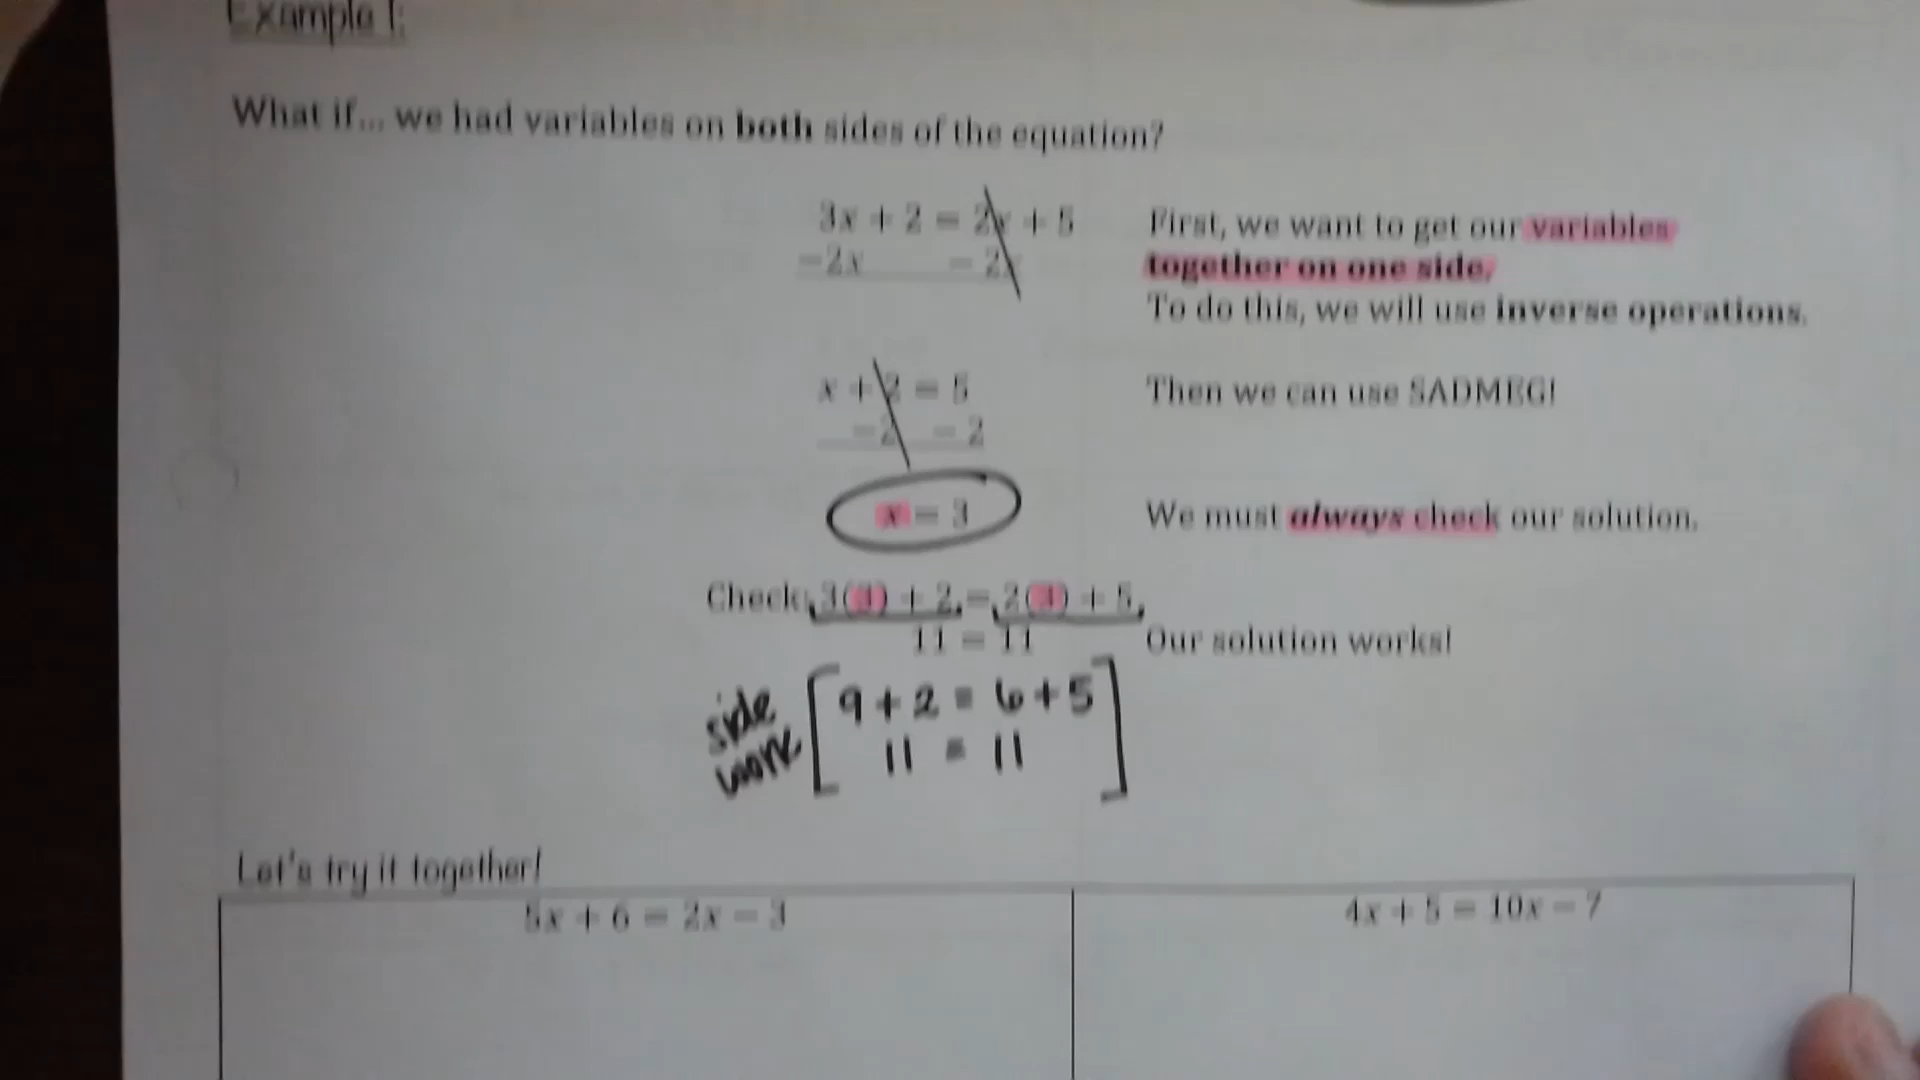 Example 1:
What if... we had variables on both sides of the equation?
3x + 2 = 2x + 5
First, we want to get our variables
-2x - 2x
together on one side.
To do this, we will use inverse operations.
x + 2 = 5
Then we can use SADMEG!
-2 - 2
x = 3
We must always check our solution.
Check: 3(3) + 2 = 2(3) + 5
11 = 11
Our solution works!
side work
9 + 2 = 6 + 5
11 = 11
Let's try it together!
5x + 6 = 2x - 3
4x + 5 = 10x - 7